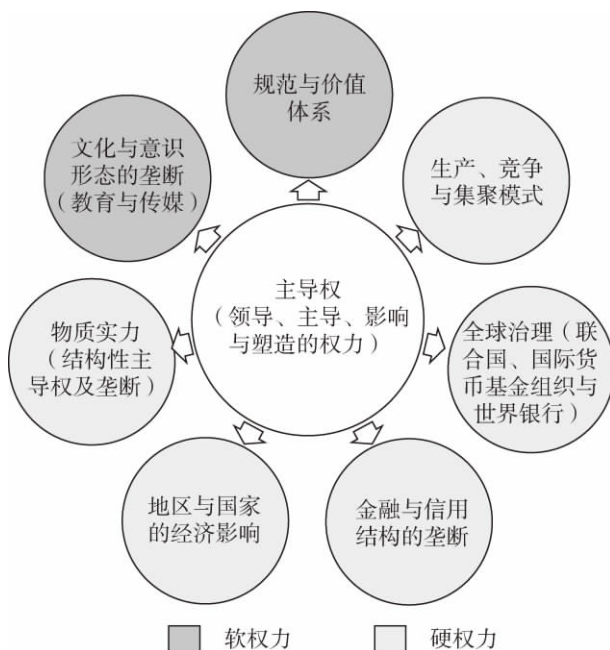 规范与价值
体系
文化与意识
形态的垄断
（教育与传媒）
生产、竞争
与集聚模式
主导权
（领导、主导、影响
与塑造的权力）
物质实力
（结构性主
导权及垄断）
全球治理（联
合国、国际货
币基金组织与
世界银行）
地区与国家
的经济影响
金融与信用
结构的垄断
软权力
硬权力